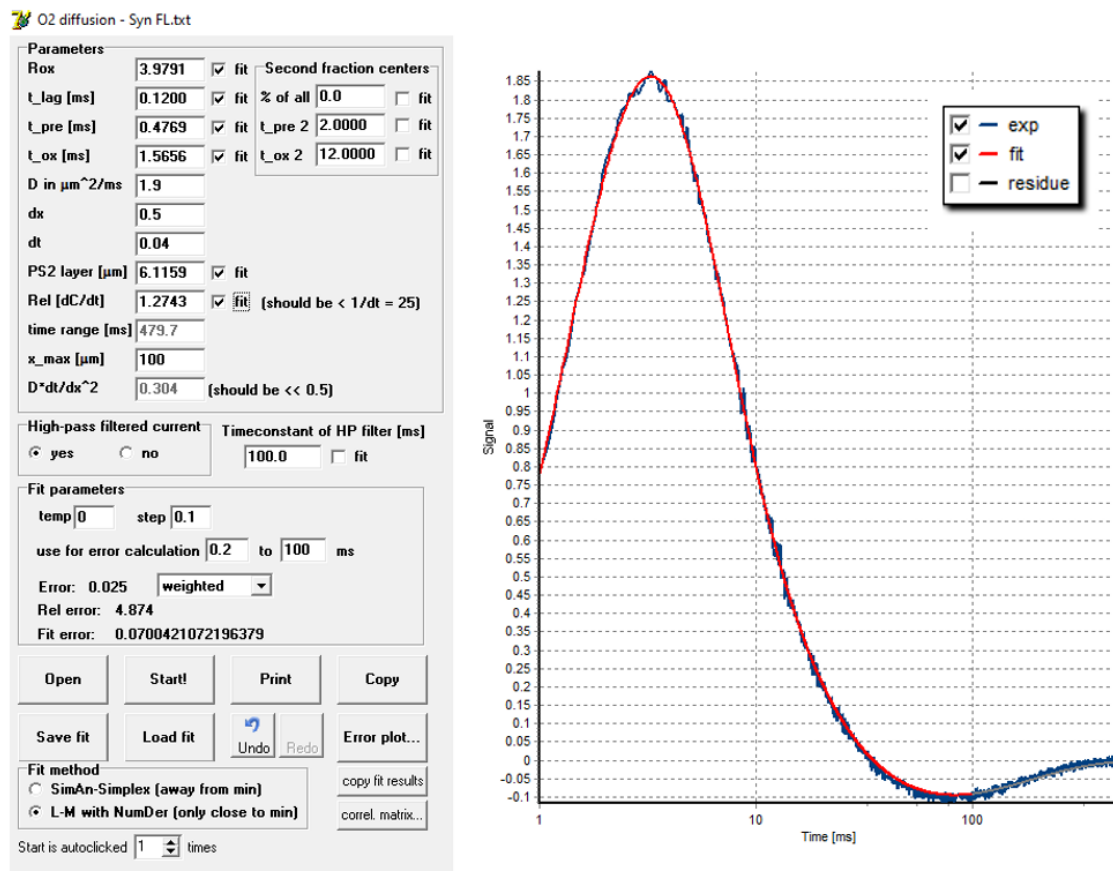 O2 diffusion - Syn FL.txt
Parameters
Rox 3.9791 fit
Second fraction centers
t_lag [ms] 0.1200 fit % of all 0.0 fit
t_pre [ms] 0.4769 fit t_pre 2 2.0000 fit
t_ox [ms] 1.5656 fit t_ox 2 12.0000 fit
D in µm^2/ms 1.9
dx 0.5
dt 0.04
PS2 layer [µm] 6.1159 fit
Rel [dC/dt] 1.2743 fit (should be < 1/dt = 25)
time range [ms] 479.7
x_max [µm] 100
D*dt/dx^2 0.304 (should be << 0.5)
High-pass filtered current
yes no
Timeconstant of HP filter [ms]
100.0 fit
Fit parameters
temp 0 step 0.1
use for error calculation 0.2 to 100 ms
Error: 0.025 weighted
Rel error: 4.874
Fit error: 0.0700421072196379
Open Start! Print Copy
Save fit Load fit Undo Redo Error plot...
Fit method
SimAn-Simplex (away from min)
L-M with NumDer (only close to min)
copy fit results
correl. matrix...
Start is autoclicked 1 times
exp
fit
residue
Signal
1.85
1.8
1.75
1.7
1.65
1.6
1.55
1.5
1.45
1.4
1.35
1.3
1.25
1.2
1.15
1.1
1.05
1
0.95
0.9
0.85
0.8
0.75
0.7
0.65
0.6
0.55
0.5
0.45
0.4
0.35
0.3
0.25
0.2
0.15
0.1
0.05
0
-0.05
-0.1
1 10 100
Time [ms]